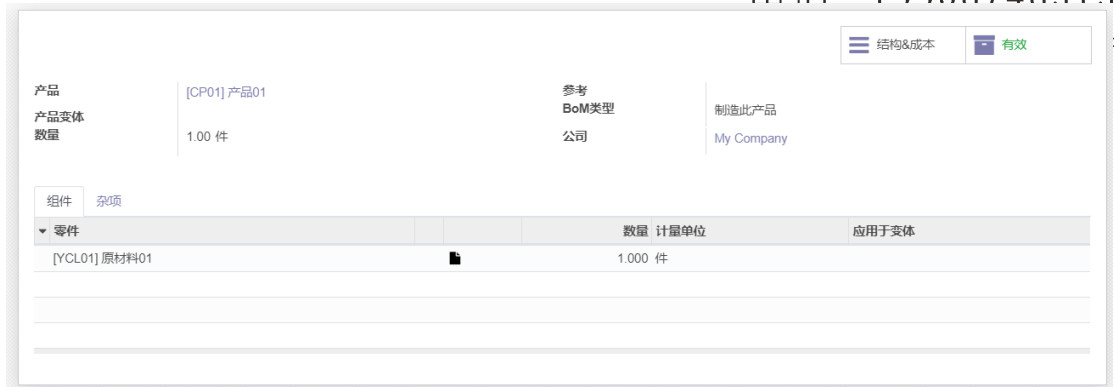 结构&成本 有效
产品 [CP01] 产品01 参考
产品变体 BoM类型 制造此产品
数量 1.00 件 公司 My Company
组件 杂项
零件 数量 计量单位 应用于变体
[YCL01] 原材料01 1.000 件